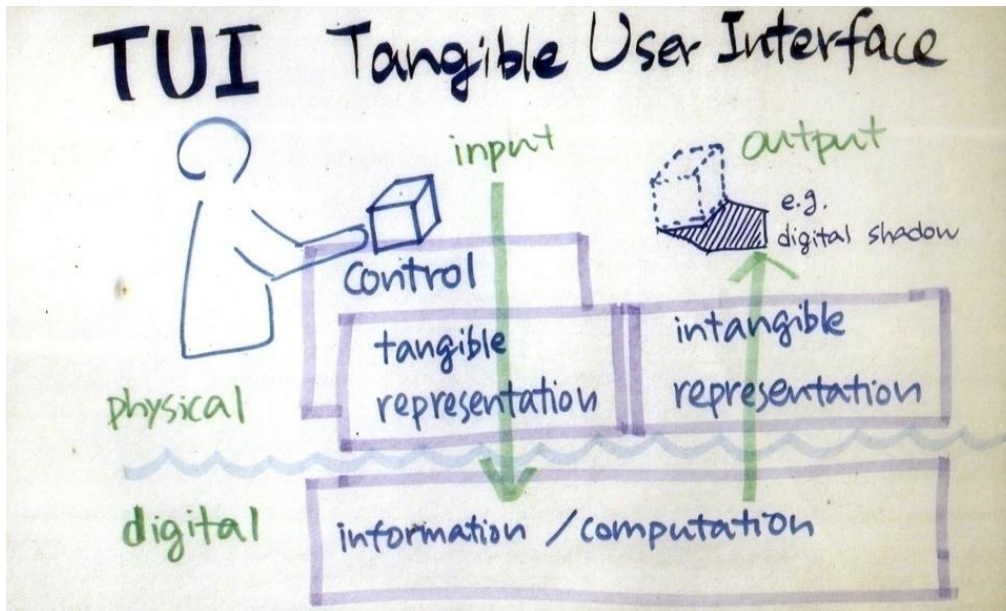 TUI Tangible User Interface
input
output
e.g.
digital shadow
control
tangible
representation
intangible
representation
physical
digital
information / computation